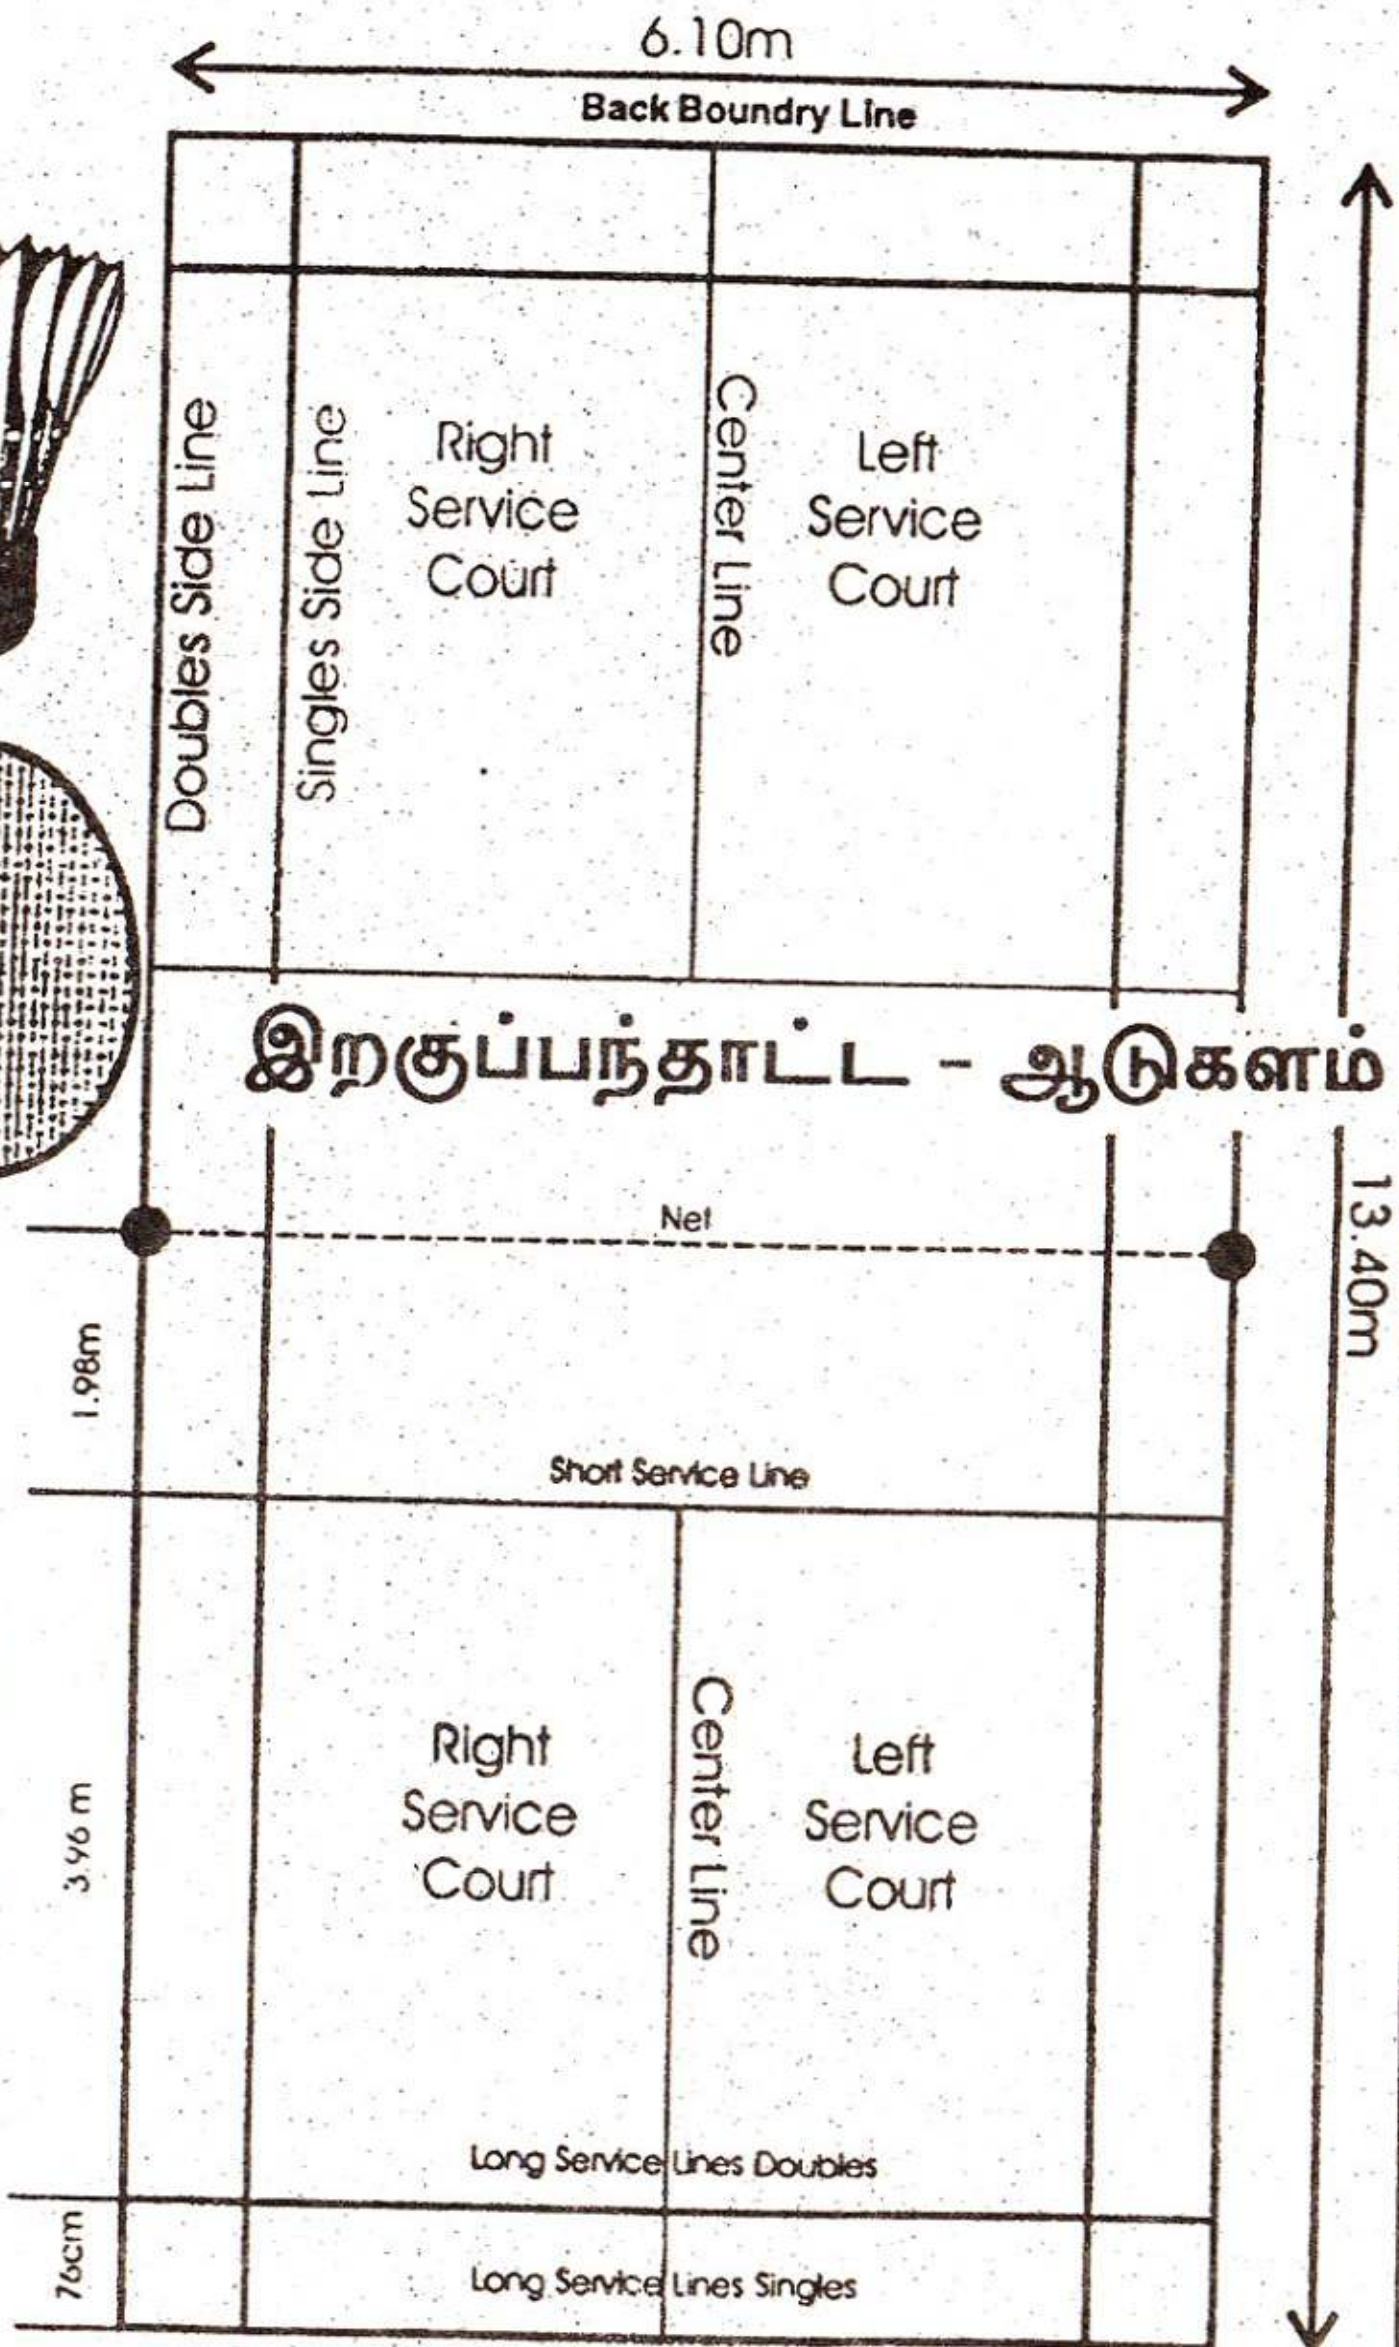 6.10m
Back Boundry Line
Doubles Side Line
Singles Side Line
Right
Service
Court
Center Line
Left
Service
Court
இறகுப்பந்தாட்ட - ஆடுகளம்
13.40m
Net
1.98m
Short Service Line
3.96 m
Right
Service
Court
Center Line
Left
Service
Court
Long Service Lines Doubles
76cm
Long Service Lines Singles